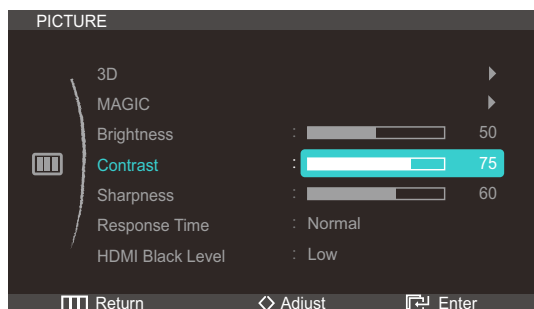 PICTURE
3D
MAGIC
Brightness : 50
Contrast : 75
Sharpness : 60
Response Time : Normal
HDMI Black Level : Low
Return Adjust Enter